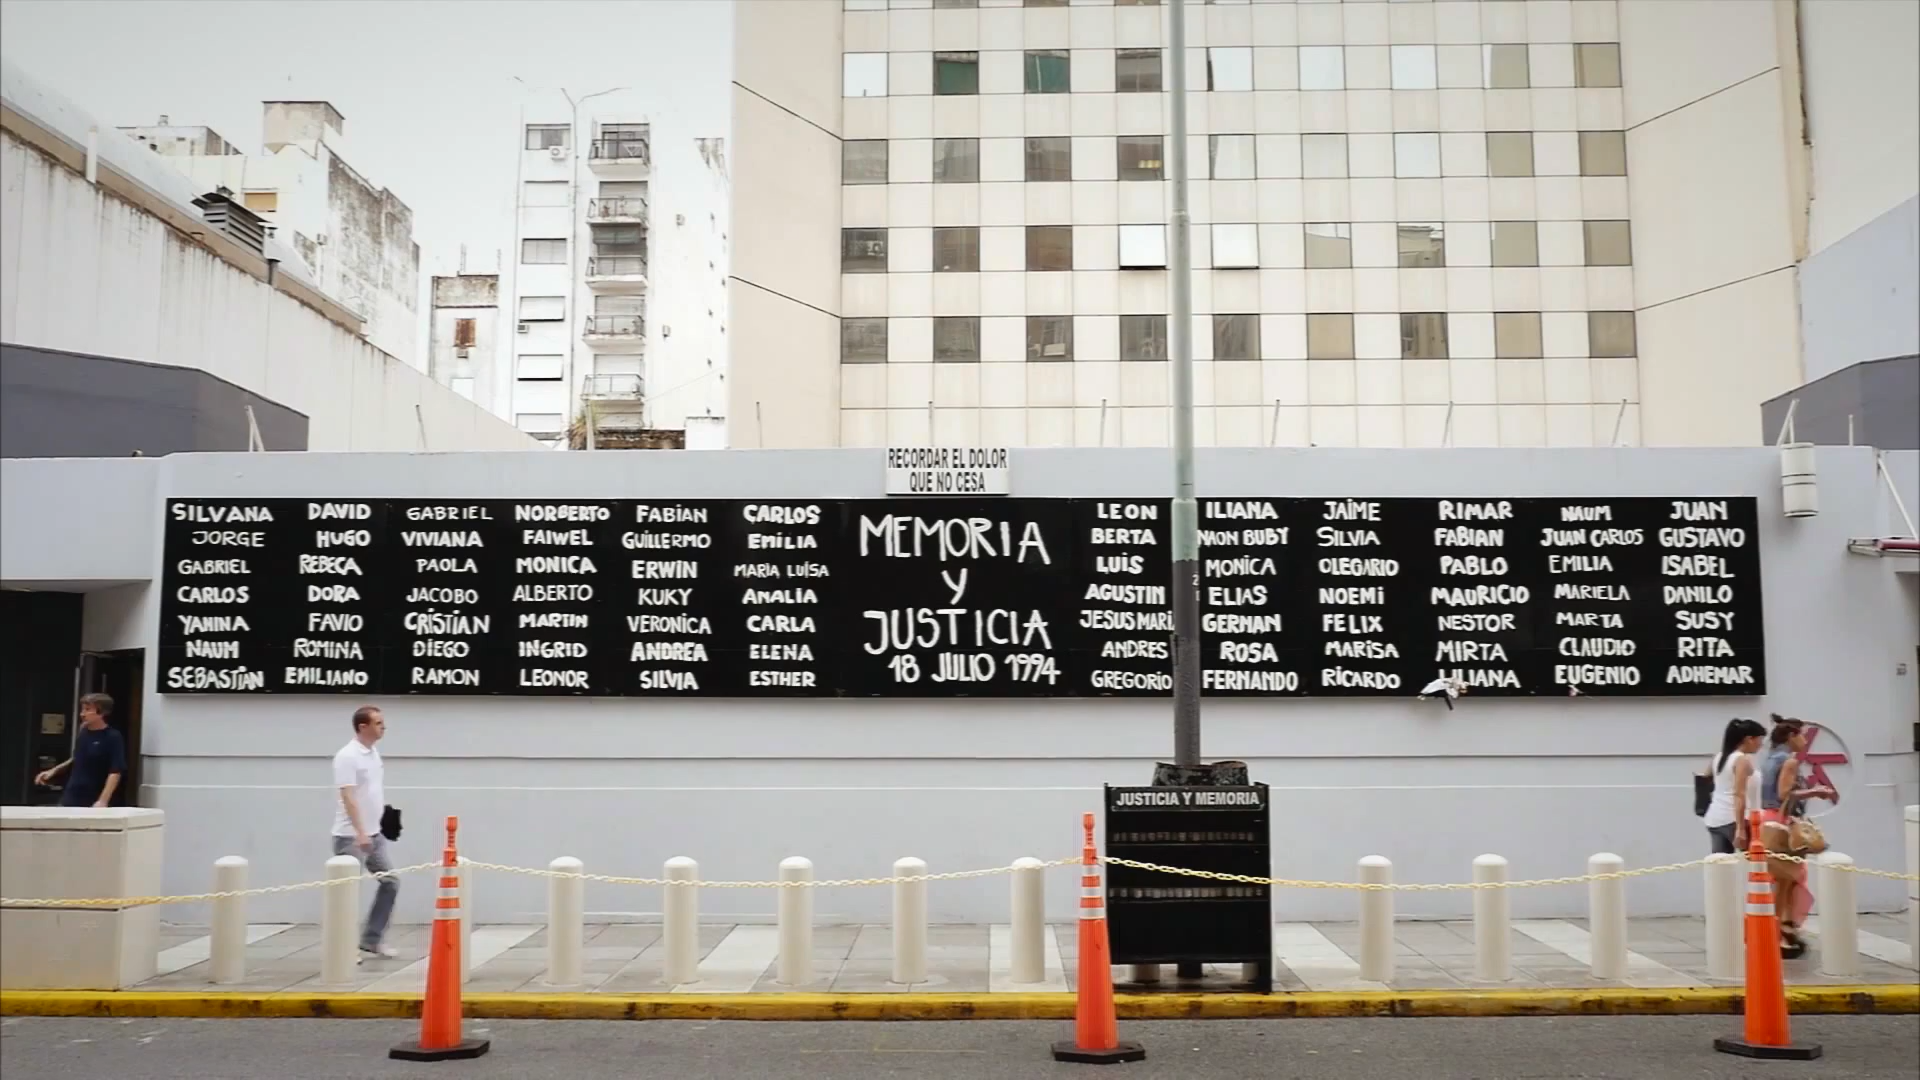 RECORDAR EL DOLOR
QUE NO CESA
SILVANA DAVID GABRIEL NORBERTO FABIAN CARLOS
JORGE HUGO VIVIANA FAIWEL GUILLERMO EMILIA
GABRIEL REBECA PAOLA MONICA ERWIN MARIA LUISA
CARLOS DORA JACOBO ALBERTO KUKY ANALIA
YANINA FAVIO CRISTIAN MARTIN VERONICA CARLA
NAUM ROMINA DIEGO INGRID ANDREA ELENA
SEBASTIAN EMILIANO RAMON LEONOR SILVIA ESTHER
MEMORIA
Y
JUSTICIA
18 JULIO 1994
LEON ILIANA JAIME RIMAR NAUM JUAN
BERTA NAON BUBY SILVIA FABIAN JUAN CARLOS GUSTAVO
LUIS MONICA OLEGARIO PABLO EMILIA ISABEL
AGUSTIN ELIAS NOEMI MAURICIO MARIELA DANILO
JESUS MARI GERMAN FELIX NESTOR MARTA SUSY
ANDRES ROSA MARISA MIRTA CLAUDIO RITA
GREGORIO FERNANDO RICARDO LILIANA EUGENIO ADHEMAR
JUSTICIA Y MEMORIA